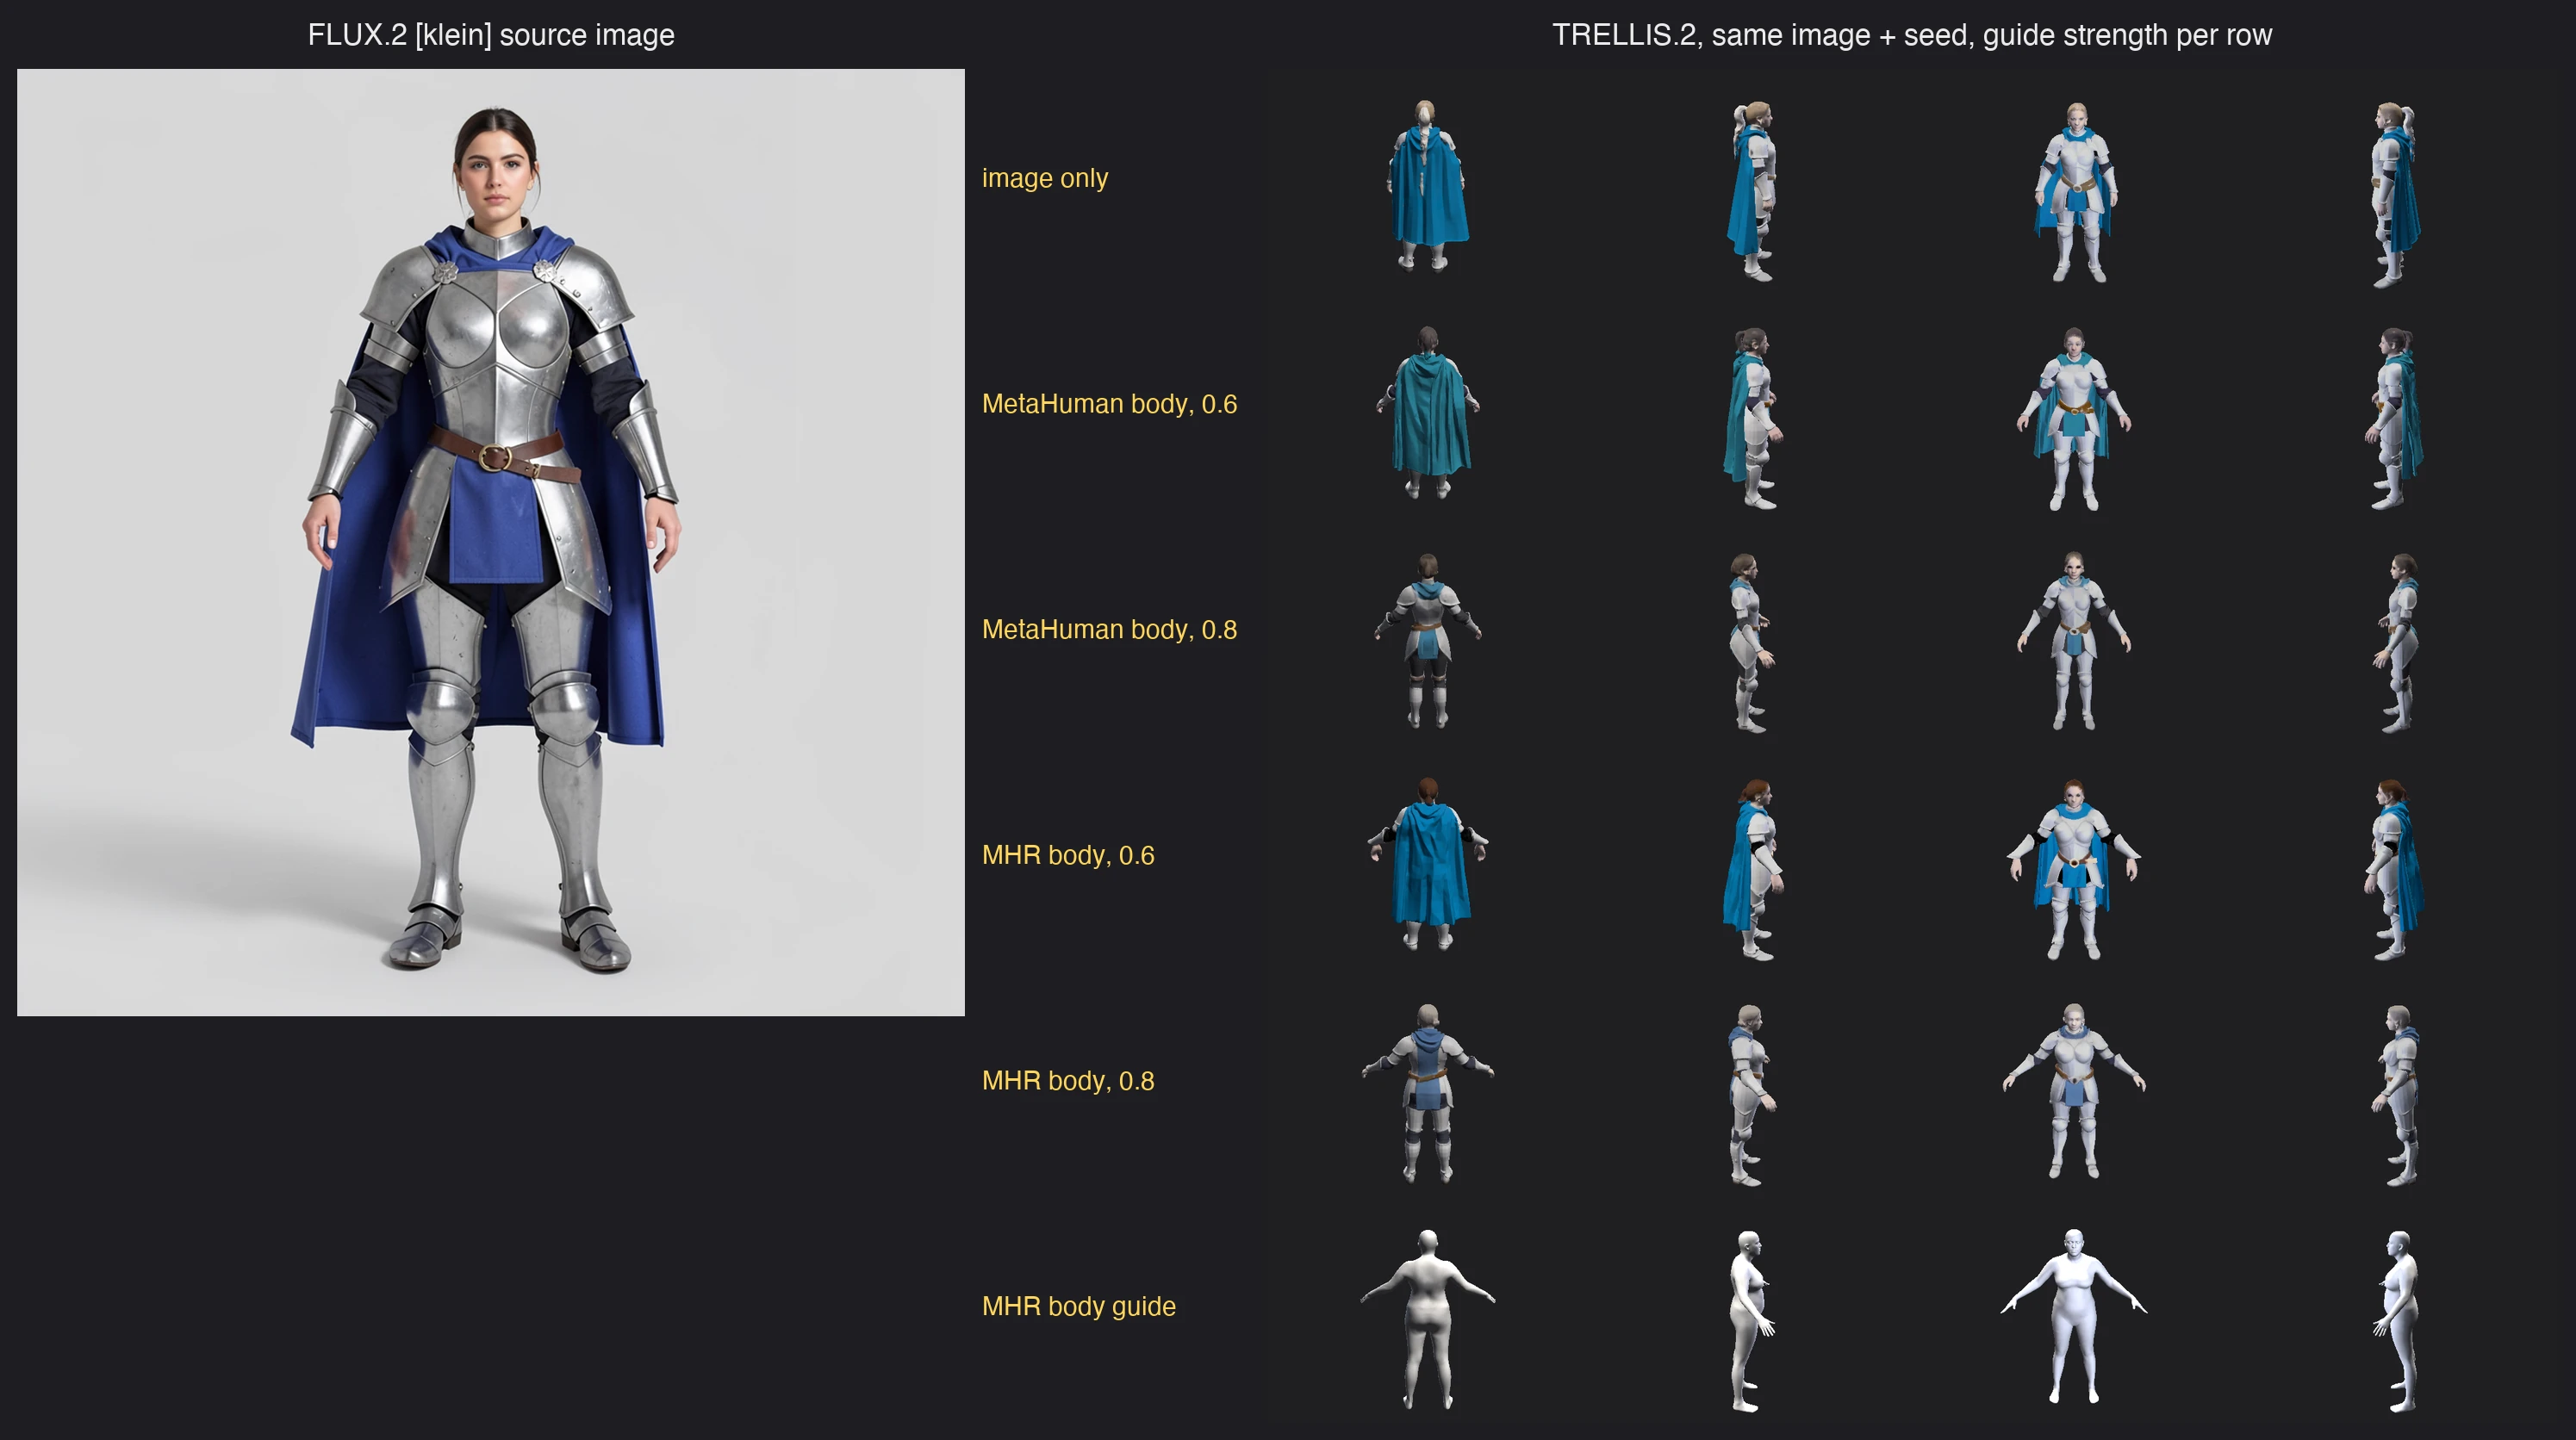 FLUX.2 [klein] source image
TRELLIS.2, same image + seed, guide strength per row
image only
MetaHuman body, 0.6
MetaHuman body, 0.8
MHR body, 0.6
MHR body, 0.8
MHR body guide